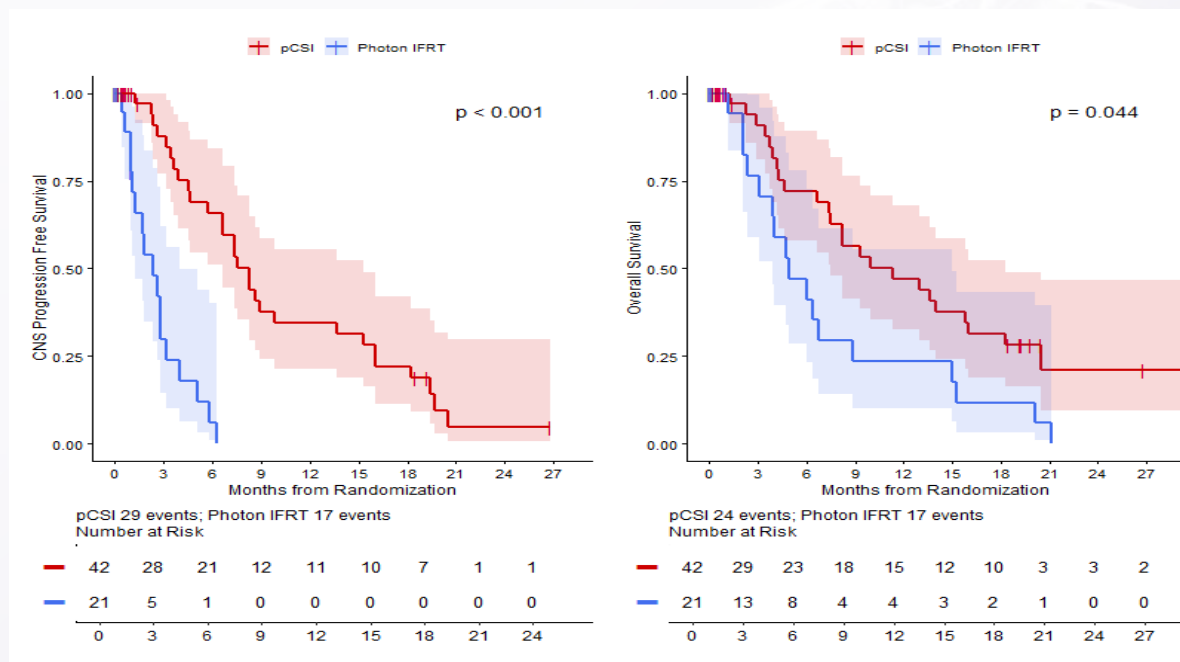 pCSI Photon IFRT
p < 0.001
CNS Progression Free Survival
1.00
0.75
0.50
0.25
0.00
0 3 6 9 12 15 18 21 24 27
Months from Randomization
pCSI 29 events; Photon IFRT 17 events
Number at Risk
42 28 21 12 11 10 7 1 1
21 5 1 0 0 0 0 0 0
0 3 6 9 12 15 18 21 24
pCSI Photon IFRT
p = 0.044
Overall Survival
1.00
0.75
0.50
0.25
0.00
0 3 6 9 12 15 18 21 24 27
Months from Randomization
pCSI 24 events; Photon IFRT 17 events
Number at Risk
42 29 23 18 15 12 10 3 3 2
21 13 8 4 4 3 2 1 0 0
0 3 6 9 12 15 18 21 24 27